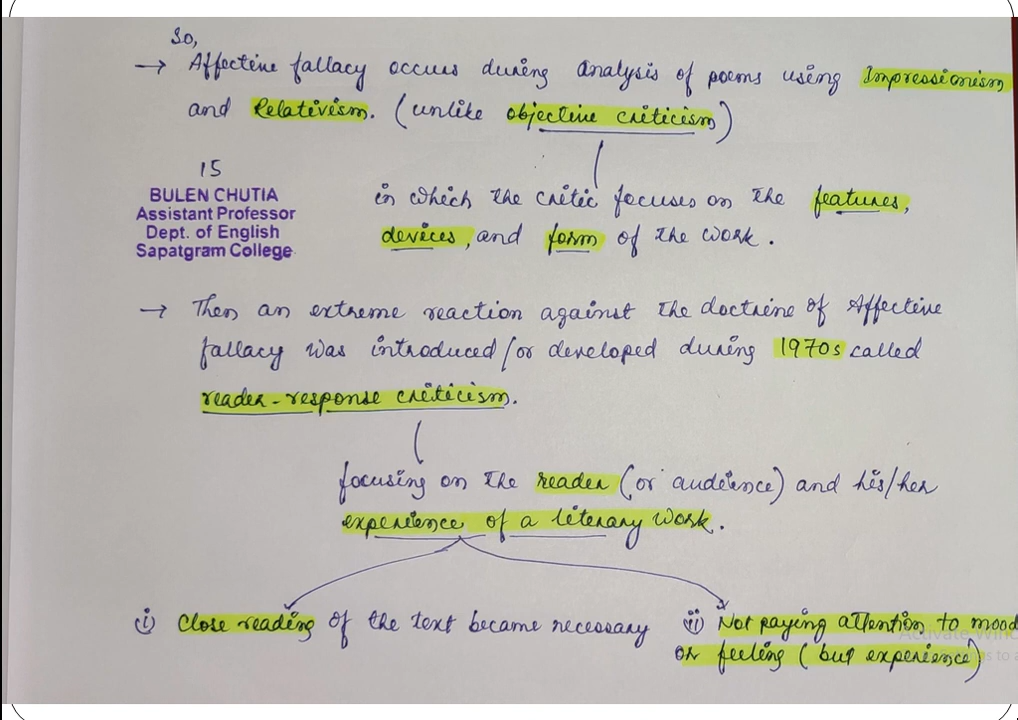 So,
→ Affective fallacy occurs during analysis of poems using Impressionism
and Relativism. (unlike objective criticism)
15
BULEN CHUTIA
Assistant Professor
Dept. of English
Sapatgram College
in which the critic focuses on the features,
devices, and form of the work.
→ Then an extreme reaction against the doctrine of Affective
fallacy was introduced/or developed during 1970s called
reader-response criticism.
focusing on the reader (or audience) and his/her
experience of a literary work.
(i) Close reading of the text became necessary
(ii) Not paying attention to mood
or feeling (but experience)